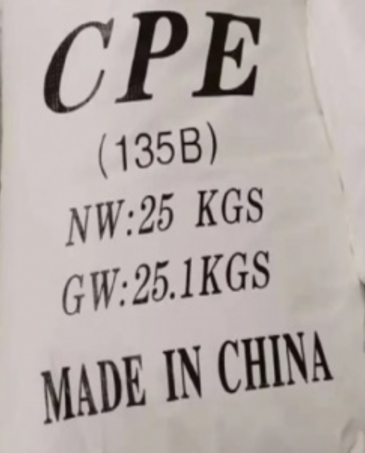 CPE
(135B)
NW:25 KGS
GW:25.1KGS
MADE IN CHINA